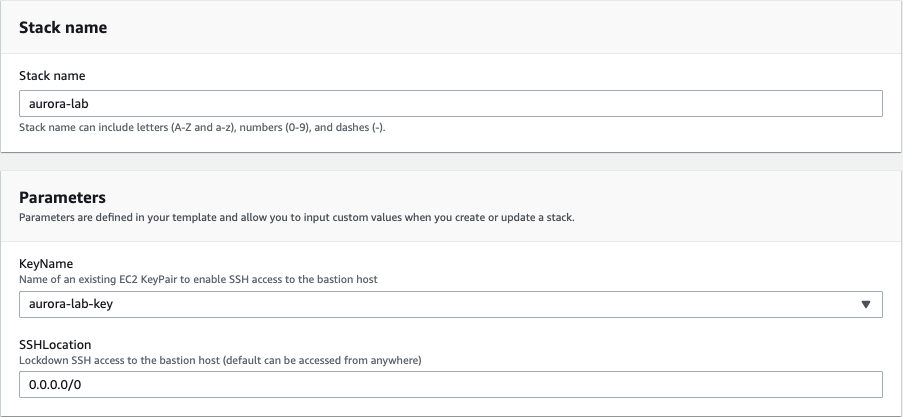 Stack name
Stack name
aurora-lab
Stack name can include letters (A-Z and a-z), numbers (0-9), and dashes (-).
Parameters
Parameters are defined in your template and allow you to input custom values when you create or update a stack.
KeyName
Name of an existing EC2 KeyPair to enable SSH access to the bastion host
aurora-lab-key
SSHLocation
Lockdown SSH access to the bastion host (default can be accessed from anywhere)
0.0.0.0/0